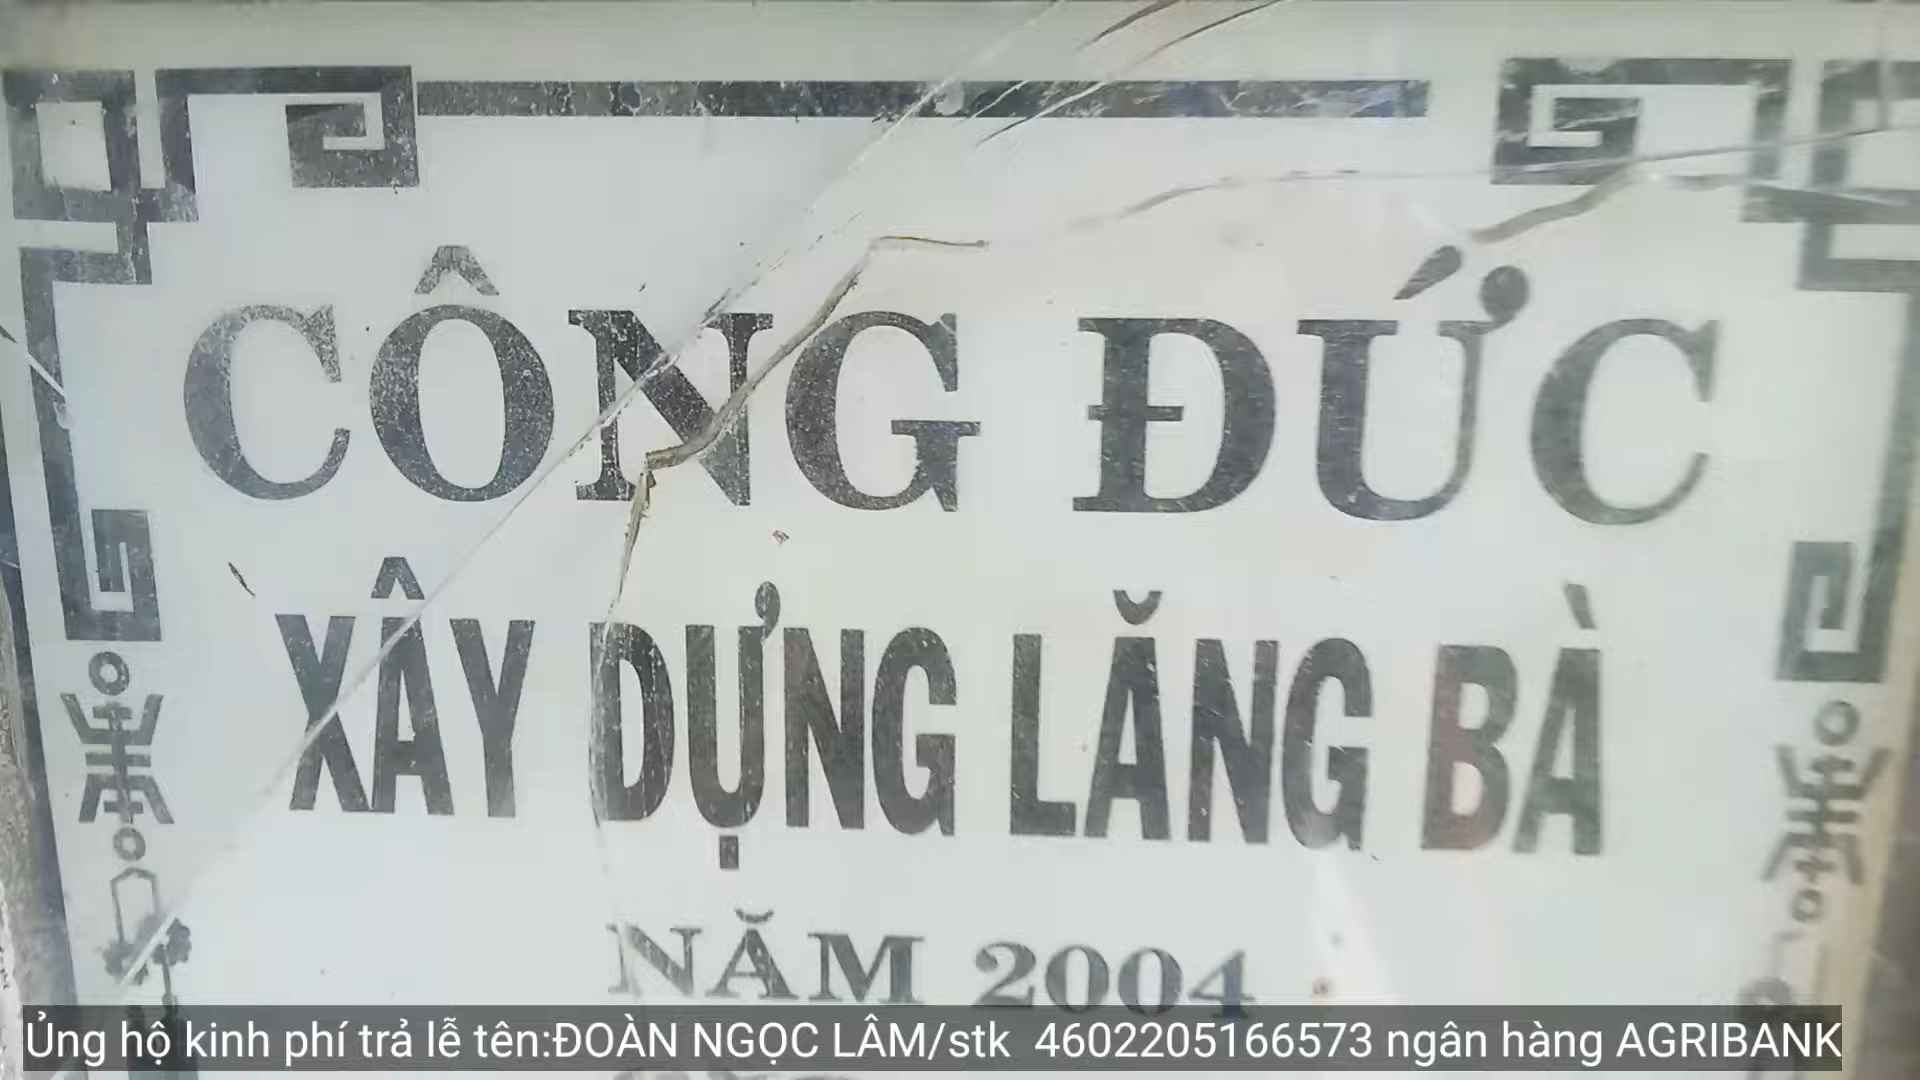 CÔNG ĐỨC
XÂY DỰNG LĂNG BÀ
NĂM 2004
Ủng hộ kinh phí trả lễ tên:ĐOÀN NGỌC LÂM/stk 4602205166573 ngân hàng AGRIBANK